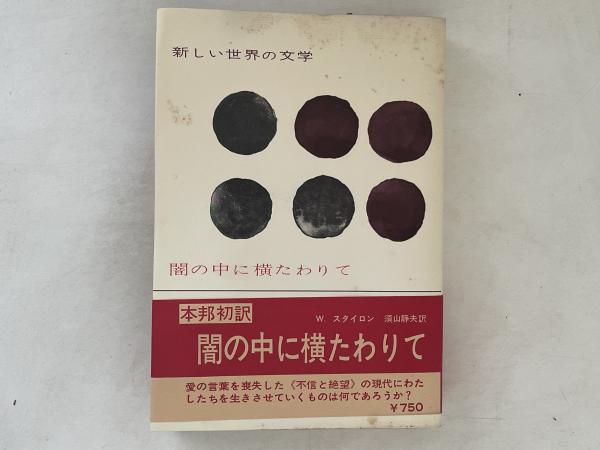 新しい世界の文学
闇の中に横たわりて
本邦初訳
W. スタイロン 須山静夫訳
闇の中に横たわりて
愛の言葉を喪失した《不信と絶望》の現代にわた
したちを生きさせていくものは何であろうか?
¥750